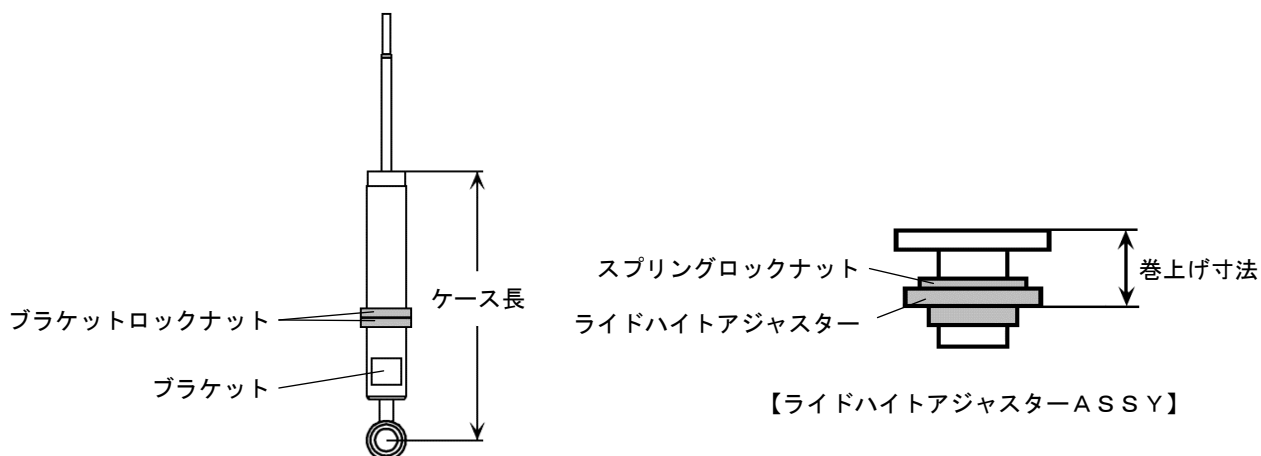 ブラケットロックナット
ブラケット
ケース長
スプリングロックナット
ライドハイトアジャスター
巻上げ寸法
【ライドハイトアジャスターＡＳＳＹ】